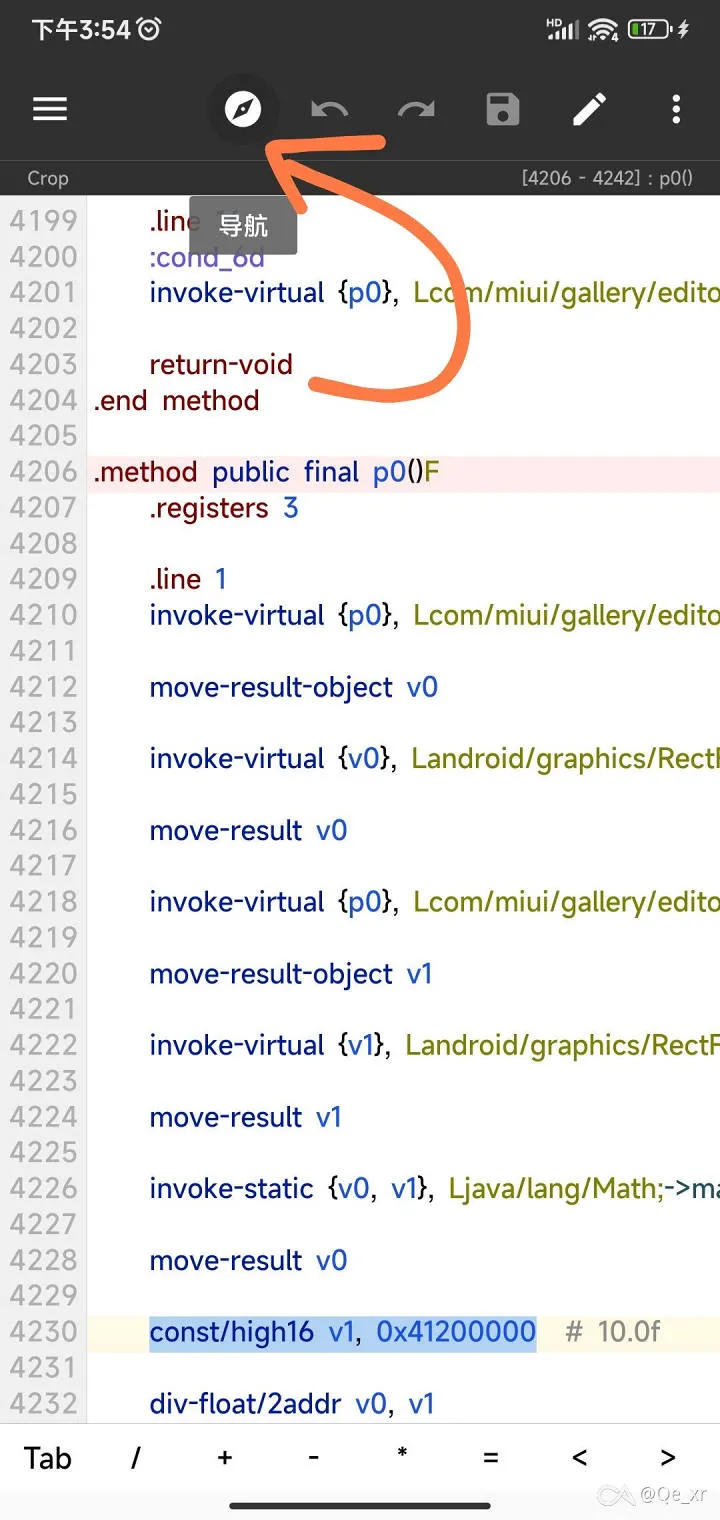 下午3:54
HD 4 17
Crop [4206 - 4242] : p0()
4199 .line
导航
4200 :cond_6d
4201 invoke-virtual {p0}, Lcom/miui/gallery/edito
4202
4203 return-void
4204 .end method
4205
4206 .method public final p0()F
4207 .registers 3
4208
4209 .line 1
4210 invoke-virtual {p0}, Lcom/miui/gallery/edito
4211
4212 move-result-object v0
4213
4214 invoke-virtual {v0}, Landroid/graphics/RectF
4215
4216 move-result v0
4217
4218 invoke-virtual {p0}, Lcom/miui/gallery/edito
4219
4220 move-result-object v1
4221
4222 invoke-virtual {v1}, Landroid/graphics/RectF
4223
4224 move-result v1
4225
4226 invoke-static {v0, v1}, Ljava/lang/Math;->ma
4227
4228 move-result v0
4229
4230 const/high16 v1, 0x41200000 # 10.0f
4231
4232 div-float/2addr v0, v1
Tab / + - * = < >
@Qe_xr